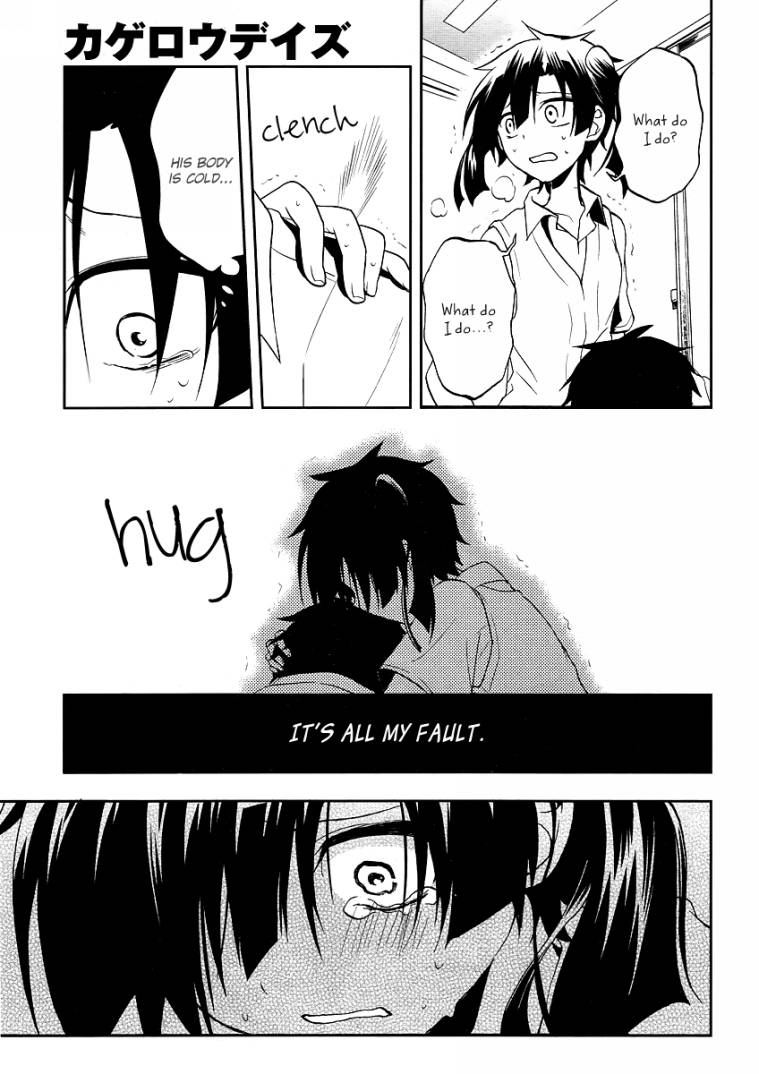 カゲロウデイズ
What do
I do?
What do
I do...?
clench
HIS BODY
IS COLD...
hug
IT'S ALL MY FAULT.